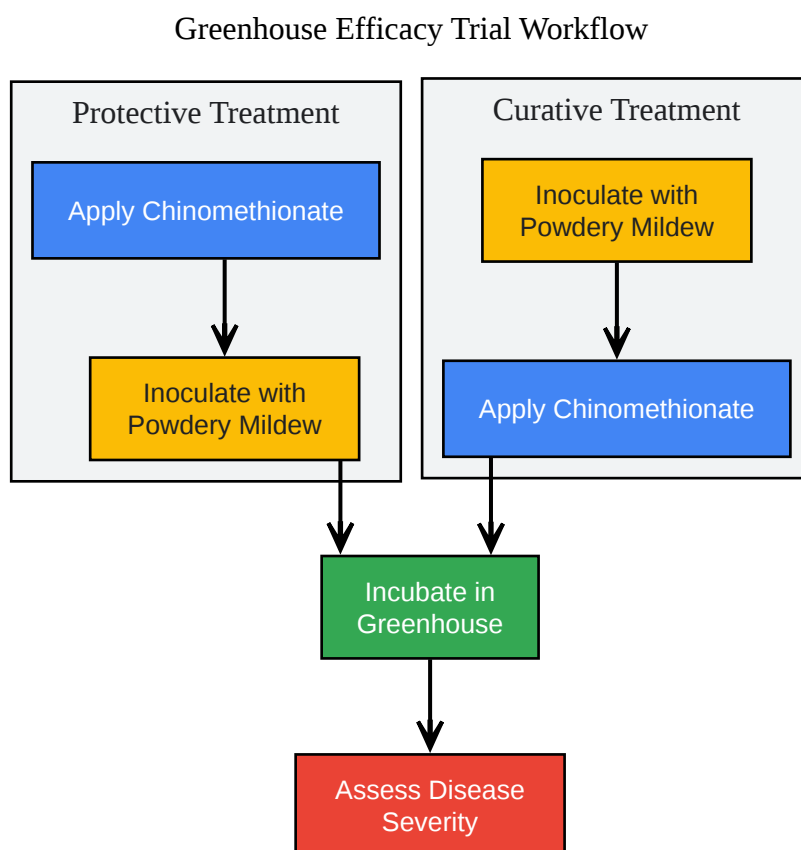 Greenhouse Efficacy Trial Workflow
Protective Treatment
Apply Chinomethionate
Inoculate with
Powdery Mildew
Curative Treatment
Inoculate with
Powdery Mildew
Apply Chinomethionate
Incubate in
Greenhouse
Assess Disease
Severity